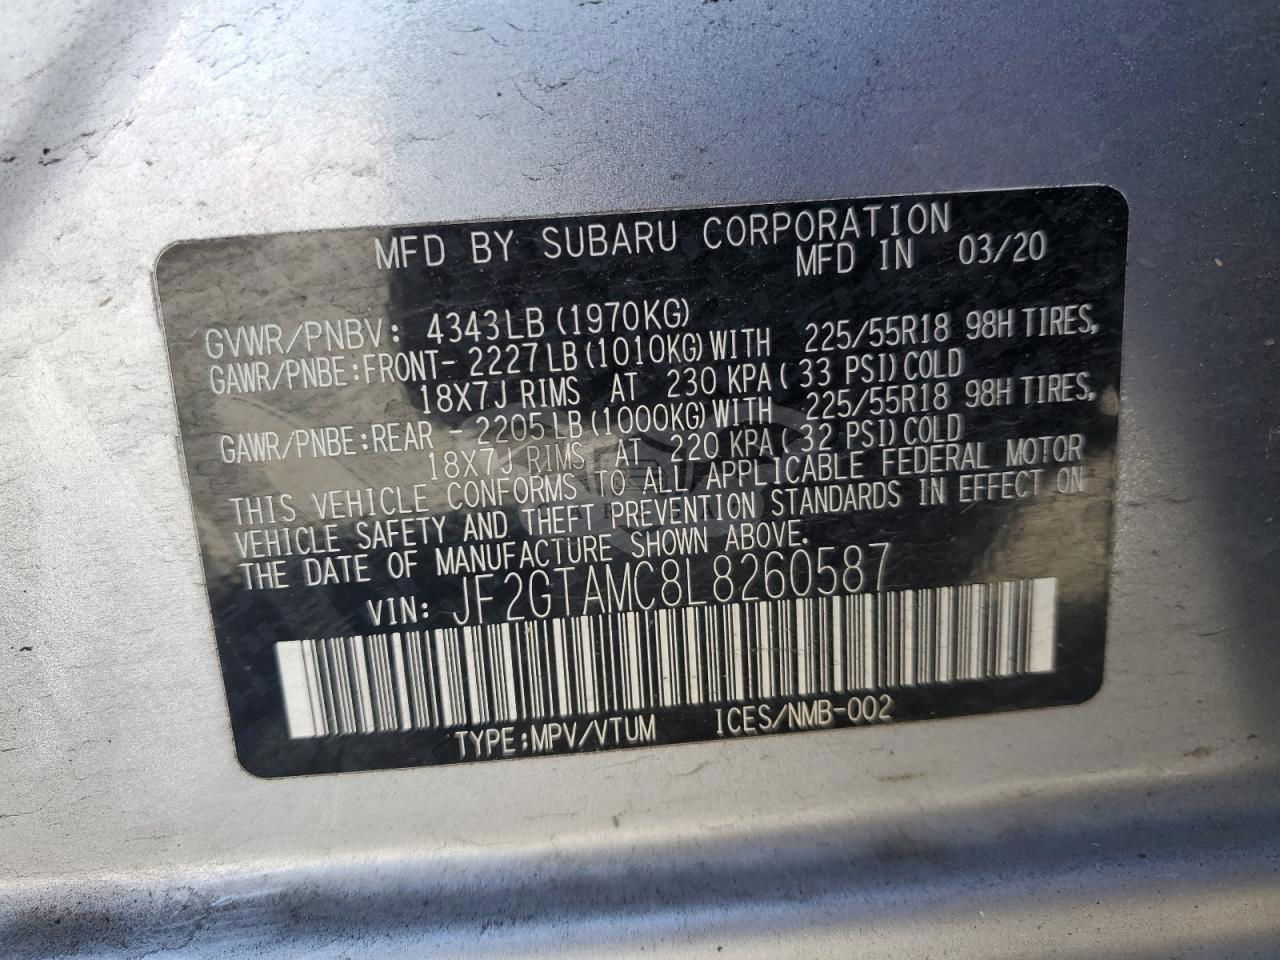 MFD BY SUBARU CORPORATION
MFD IN 03/20
GVWR/PNBV: 4343LB(1970KG)
GAWR/PNBE:FRONT- 2227LB(1010KG)WITH 225/55R18 98H TIRES,
18X7J RIMS AT 230 KPA( 33 PSI)COLD
GAWR/PNBE:REAR - 2205LB(1000KG)WITH 225/55R18 98H TIRES,
18X7J RIMS AT 220 KPA( 32 PSI)COLD
THIS VEHICLE CONFORMS TO ALL APPLICABLE FEDERAL MOTOR
VEHICLE SAFETY AND THEFT PREVENTION STANDARDS IN EFFECT ON
THE DATE OF MANUFACTURE SHOWN ABOVE.
VIN: JF2GTAMC8L8260587
TYPE:MPV/VTUM ICES/NMB-002